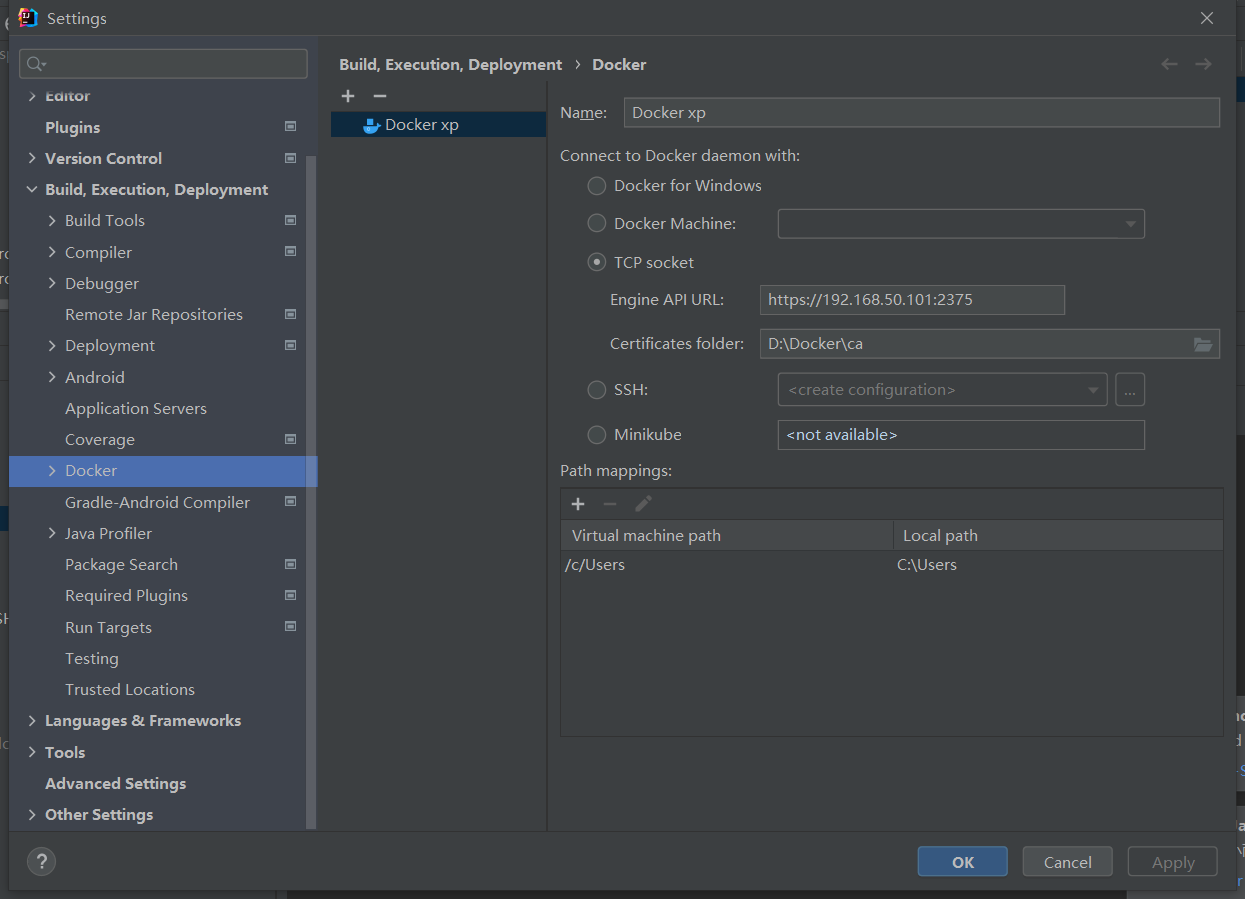 Settings
Build, Execution, Deployment › Docker
Editor
Plugins
Version Control
Build, Execution, Deployment
Build Tools
Compiler
Debugger
Remote Jar Repositories
Deployment
Android
Application Servers
Coverage
Docker
Gradle-Android Compiler
Java Profiler
Package Search
Required Plugins
Run Targets
Testing
Trusted Locations
Languages & Frameworks
Tools
Advanced Settings
Other Settings
Docker xp
Name: Docker xp
Connect to Docker daemon with:
Docker for Windows
Docker Machine:
TCP socket
Engine API URL: https://192.168.50.101:2375
Certificates folder: D:\Docker\ca
SSH: <create configuration> ...
Minikube <not available>
Path mappings:
Virtual machine path Local path
/c/Users C:\Users
? OK Cancel Apply